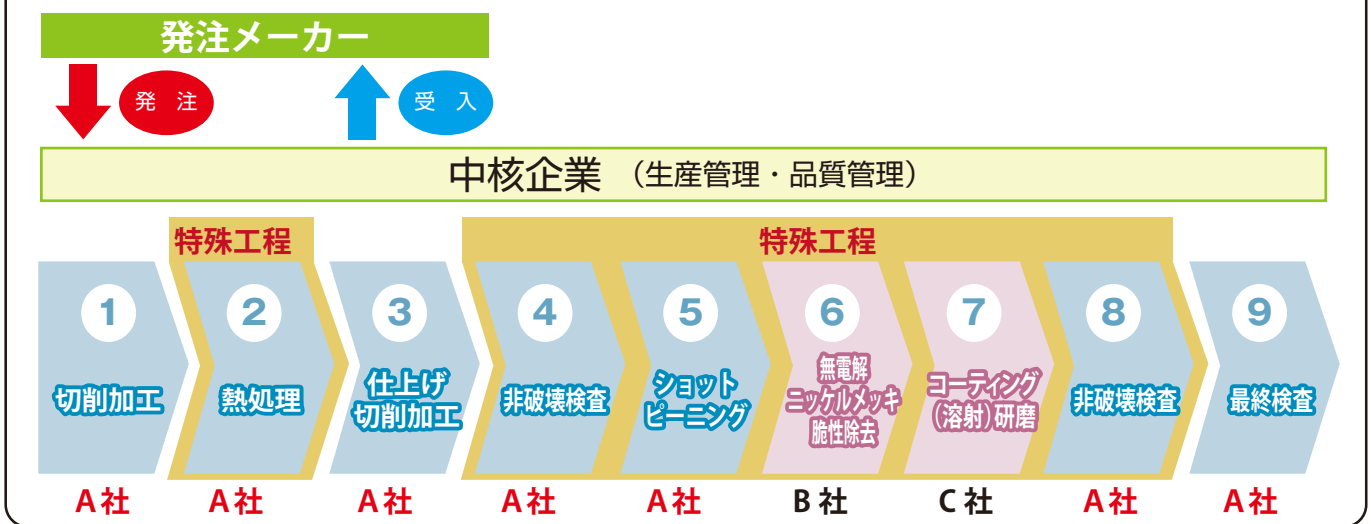 発注メーカー
発 注
受 入
中核企業 （生産管理・品質管理）
特殊工程
特殊工程
1
切削加工
A社
2
熱処理
A社
3
仕上げ
切削加工
A社
4
非破壊検査
A社
5
ショット
ピーニング
A社
6
無電解
ニッケルメッキ
脆性除去
B社
7
コーティング
(溶射)研磨
C社
8
非破壊検査
A社
9
最終検査
A社